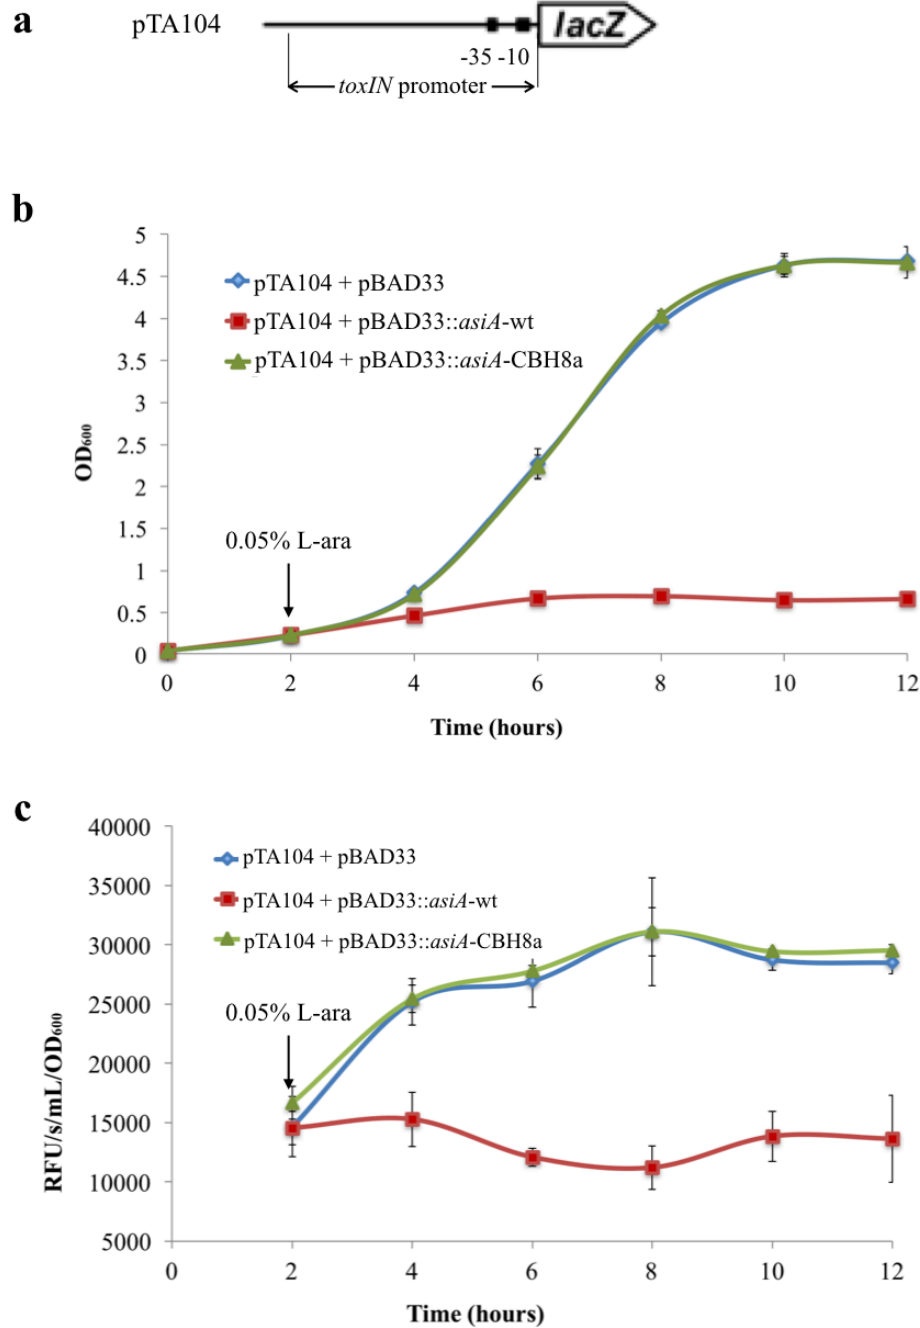 a
pTA104
lacZ
-35 -10
toxIN promoter
b
5
4.5
4
3.5
3
2.5
2
1.5
1
0.5
0
OD600
pTA104 + pBAD33
pTA104 + pBAD33::asiA-wt
pTA104 + pBAD33::asiA-CBH8a
0.05% L-ara
0 2 4 6 8 10 12
Time (hours)
c
40000
35000
30000
25000
20000
15000
10000
5000
RFU/s/mL/OD600
pTA104 + pBAD33
pTA104 + pBAD33::asiA-wt
pTA104 + pBAD33::asiA-CBH8a
0.05% L-ara
0 2 4 6 8 10 12
Time (hours)